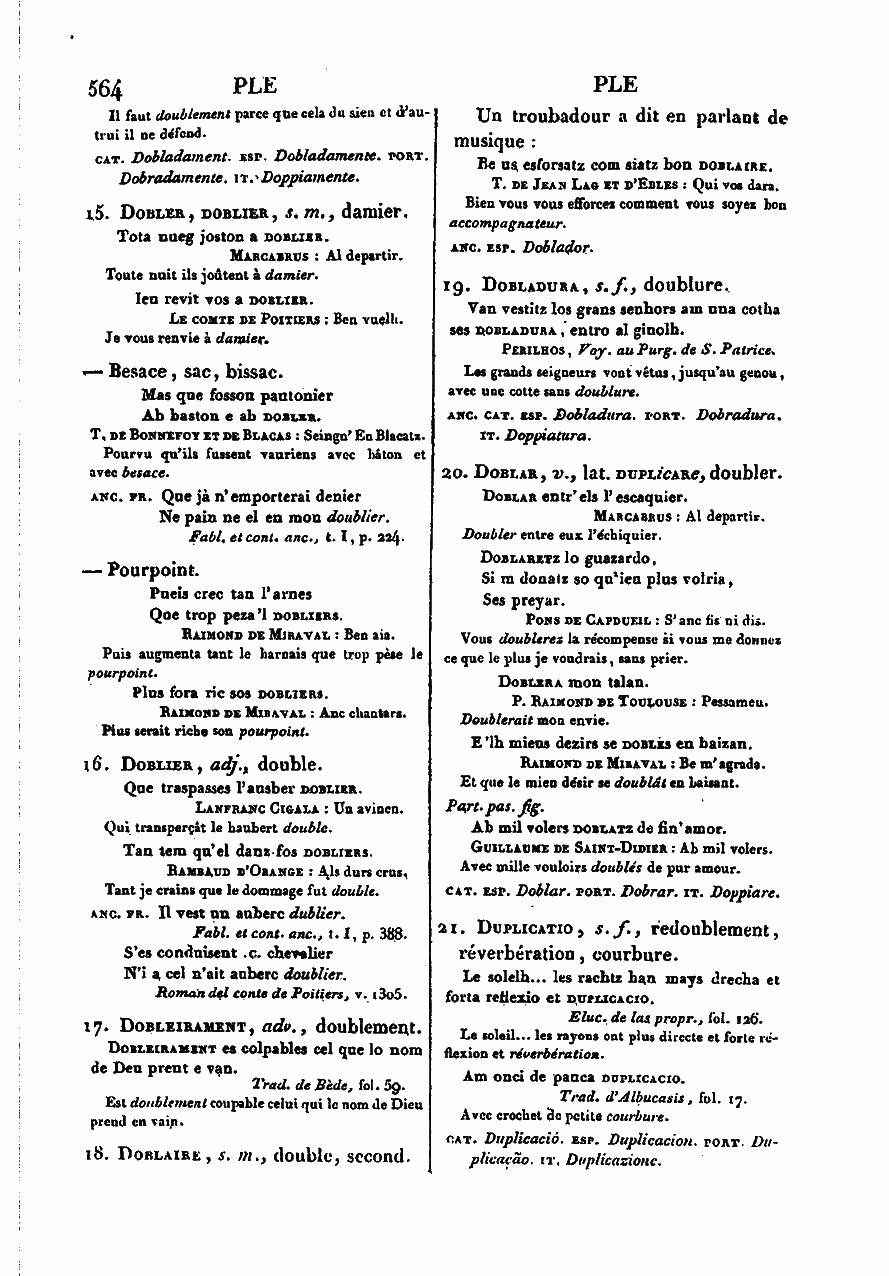 564 PLE PLE
Il faut doublement parce que cela du sien et d'au-
trui il ne défend.
CAT. Dobladament. ESP. Dobladamente. PORT.
Dobradamente. IT. Doppiamente.
15. DOBLER, DOBLIER, s. m., damier.
Tota nueg joston a DOBLIER.
MARCABRUS : Al departir.
Toute nuit ils joûtent à damier.
Ieu revit vos a DOBLIER.
LE COMTE DE POITIERS : Ben vuelh.
Je vous renvie à damier.
— Besace, sac, bissac.
Mas que fosson pautonier
Ab baston e ab DOBLER.
T. DE BONNEFOY ET DE BLACAS : Seingn' En Blacatz.
Pourvu qu'ils fussent vauriens avec bâton et
avec besace.
ANC. FR. Que jà n'emporterai denier
Ne pain ne el en mon doublier.
Fabl. et cont. anc., t. I, p. 224.
— Pourpoint.
Pueis crec tan l'arnes
Que trop peza'l DOBLIERS.
RAIMOND DE MIRAVAL : Ben aia.
Puis augmenta tant le harnais que trop pèse le
pourpoint.
Plus fora ric sos DOBLIERS.
RAIMOND DE MIRAVAL : Anc chantars.
Plus serait riche son pourpoint.
16. DOBLIER, adj., double.
Que traspasses l'ausber DOBLIER.
LANFRANC CIGALA : Un avinen.
Qui transperçât le haubert double.
Tan tem qu'el danz fos DOBLIERS.
RAMBAUD D'ORANGE : Als durs crus,
Tant je crains que le dommage fut double.
ANC. FR. Il vest un auberc dublier.
Fabl. et cont. anc., t. I, p. 388.
S'es conduisent .c. chevalier
N'i a cel n'ait auberc doublier.
Roman del conte de Poitiers, v. 1305.
17. DOBLEIRAMENT, adv., doublement.
DOBLEIRAMENT es colpables cel que lo nom
de Deu prent e van.
Trad. de Bède, fol. 59.
Est doublement coupable celui qui le nom de Dieu
prend en vain.
18. DOBLAIRE, s. m., double, second.
Un troubadour a dit en parlant de
musique :
Be us esforsatz com siatz bon DOBLAIRE.
T. DE JEAN LAG ET D'EBLES : Qui vos dara.
Bien vous vous efforcez comment vous soyez bon
accompagnateur.
ANC. ESP. Doblador.
19. DOBLADURA, s. f., doublure.
Van vestitz los grans senhors am una cotha
ses DOBLADURA, entro al ginolh.
PERILHOS, Voy. au Purg. de S. Patrice.
Les grands seigneurs vont vêtus, jusqu'au genou,
avec une cotte sans doublure.
ANC. CAT. ESP. Dobladura. PORT. Dobradura.
IT. Doppiatura.
20. DOBLAR, v., lat. DUPLICARe, doubler.
DOBLAR entr'els l'escaquier.
MARCABRUS : Al departir.
Doubler entre eux l'échiquier.
DOBLARETZ lo guazardo,
Si m donatz so qu'ieu plus volria,
Ses preyar.
PONS DE CAPDUEIL : S'anc fis ni dis.
Vous doublerez la récompense si vous me donnez
ce que le plus je voudrais, sans prier.
DOBLERA mon talan.
P. RAIMOND DE TOULOUSE : Pessamen.
Doublerait mon envie.
E'lh miens dezirs se DOBLES en baizan.
RAIMOND DE MIRAVAL : Be m'agrada.
Et que le mien désir se doublât en baisant.
Part. pas. fig.
Ab mil volers DOBLATZ de fin'amor.
GUILLAUME DE SAINT-DIDIER : Ab mil volers.
Avec mille vouloirs doublés de pur amour.
CAT. ESP. Doblar. PORT. Dobrar. IT. Doppiare.
21. DUPLICATIO, s. f., redoublement,
réverbération, courbure.
Le solelh... les rachtz han mays drecha et
forta reflexio et DUPLICACIO.
Eluc. de las propr., fol. 126.
Le soleil... les rayons ont plus directe et forte ré-
flexion et réverbération.
Am onci de pauca DUPLICACIO.
Trad. d'Albucasis, fol. 17.
Avec crochet de petite courbure.
CAT. Duplicació. ESP. Duplicacion. PORT. Du-
plicação. IT. Duplicazione.